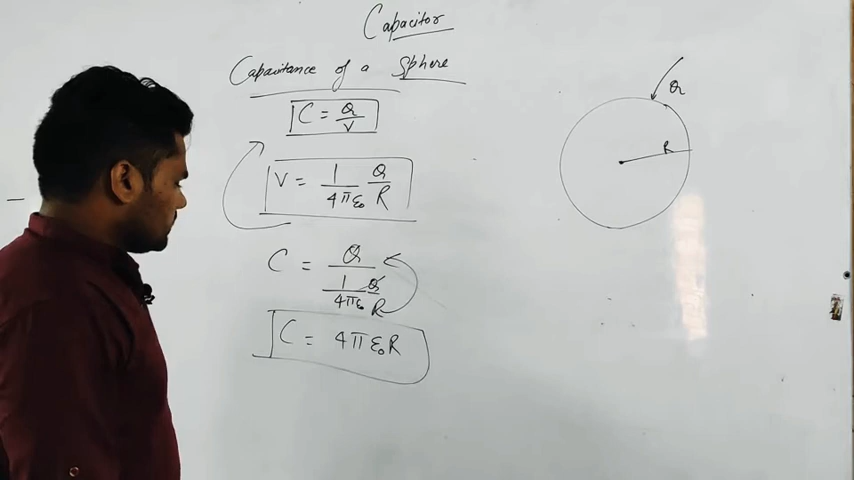 Capacitor
Capacitance of a Sphere
C = Q/V
V = 1/4πε₀ Q/R
C = Q / 1/4πε₀ Q/R
C = 4πε₀R
Q
R